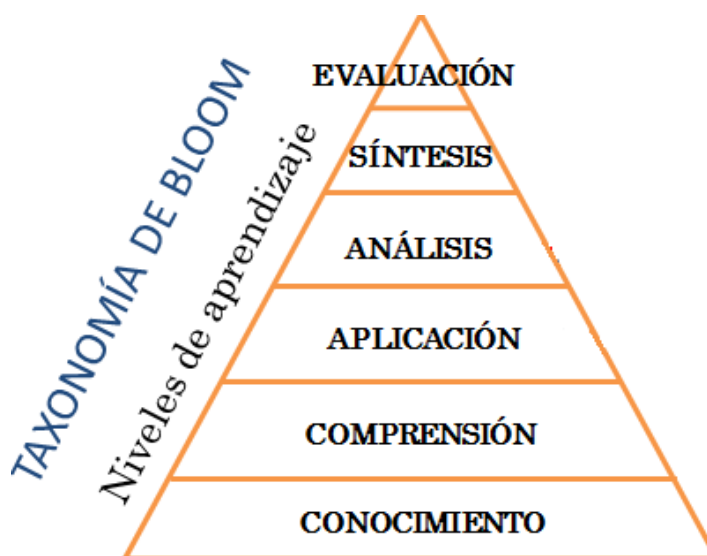 TAXONOMÍA DE BLOOM
Niveles de aprendizaje
EVALUACIÓN
SÍNTESIS
ANÁLISIS
APLICACIÓN
COMPRENSIÓN
CONOCIMIENTO